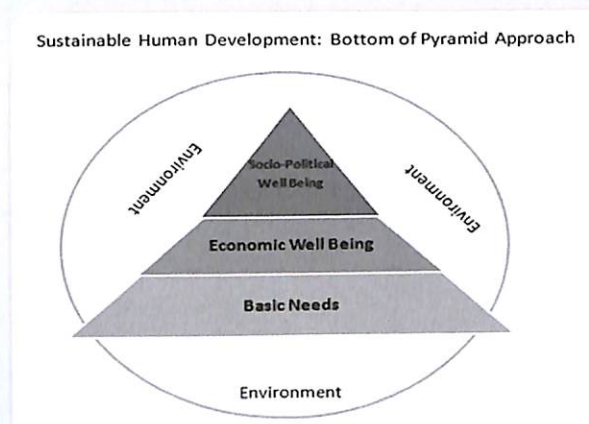 Sustainable Human Development: Bottom of Pyramid Approach
Environment
Environment
Socio-Political
Well Being
Economic Well Being
Basic Needs
Environment